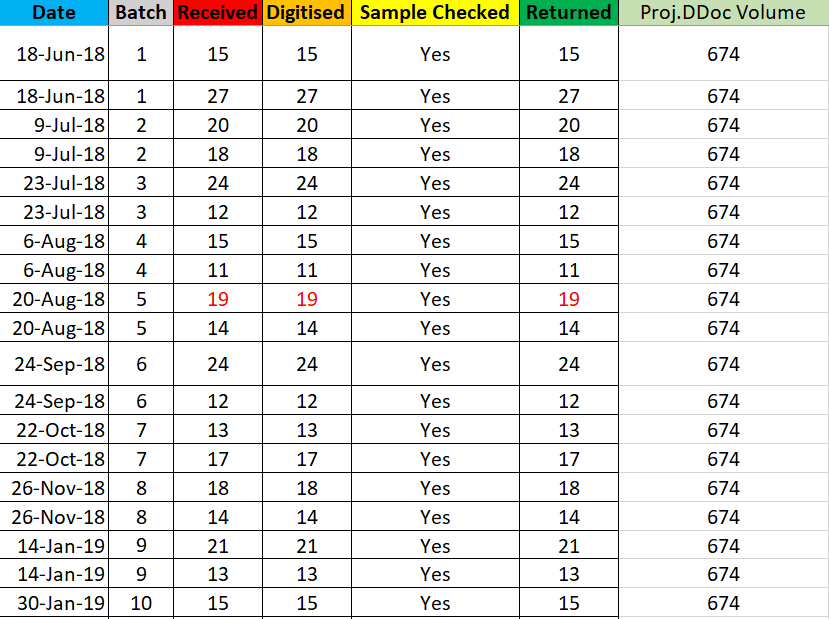 Date Batch Received Digitised Sample Checked Returned Proj.DDoc Volume
18-Jun-18 1 15 15 Yes 15 674
18-Jun-18 1 27 27 Yes 27 674
9-Jul-18 2 20 20 Yes 20 674
9-Jul-18 2 18 18 Yes 18 674
23-Jul-18 3 24 24 Yes 24 674
23-Jul-18 3 12 12 Yes 12 674
6-Aug-18 4 15 15 Yes 15 674
6-Aug-18 4 11 11 Yes 11 674
20-Aug-18 5 19 19 Yes 19 674
20-Aug-18 5 14 14 Yes 14 674
24-Sep-18 6 24 24 Yes 24 674
24-Sep-18 6 12 12 Yes 12 674
22-Oct-18 7 13 13 Yes 13 674
22-Oct-18 7 17 17 Yes 17 674
26-Nov-18 8 18 18 Yes 18 674
26-Nov-18 8 14 14 Yes 14 674
14-Jan-19 9 21 21 Yes 21 674
14-Jan-19 9 13 13 Yes 13 674
30-Jan-19 10 15 15 Yes 15 674